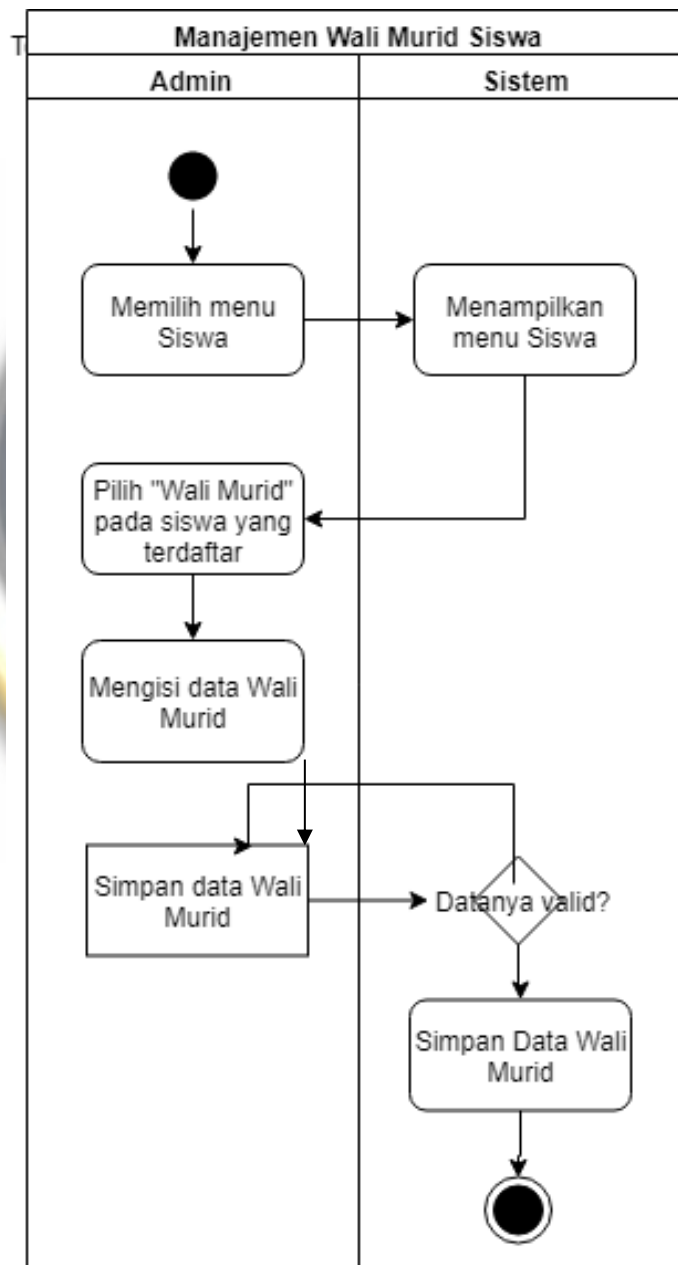 Manajemen Wali Murid Siswa
Admin
Sistem
Memilih menu
Siswa
Menampilkan
menu Siswa
Pilih "Wali Murid"
pada siswa yang
terdaftar
Mengisi data Wali
Murid
Simpan data Wali
Murid
Datanya valid?
Simpan Data Wali
Murid